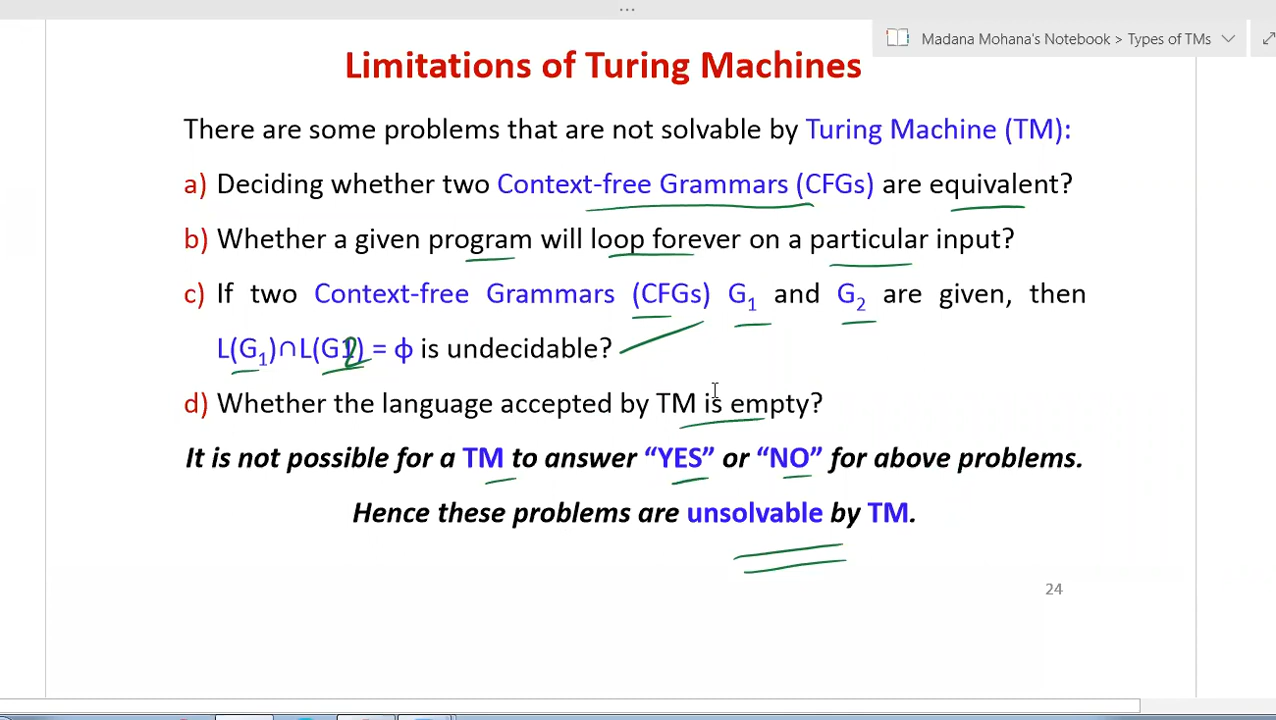 ...
Madana Mohana's Notebook > Types of TMs
Limitations of Turing Machines
There are some problems that are not solvable by Turing Machine (TM):
a) Deciding whether two Context-free Grammars (CFGs) are equivalent?
b) Whether a given program will loop forever on a particular input?
c) If two Context-free Grammars (CFGs) G1 and G2 are given, then
L(G1)∩L(G2) = ϕ is undecidable?
d) Whether the language accepted by TM is empty?
It is not possible for a TM to answer “YES” or “NO” for above problems.
Hence these problems are unsolvable by TM.
24